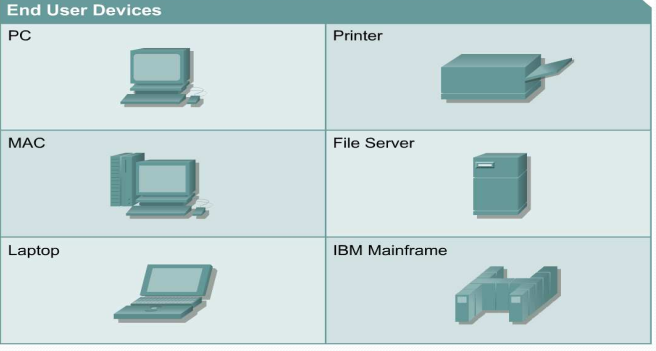 End User Devices
PC
Printer
MAC
File Server
Laptop
IBM Mainframe